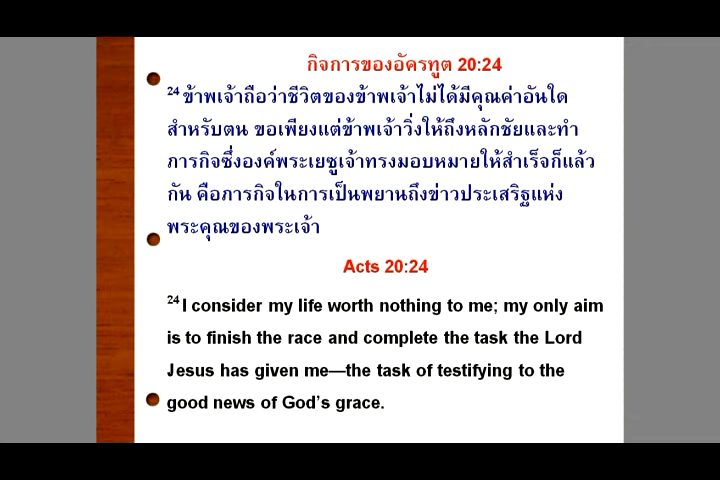 กิจการของอัครทูต 20:24
24 ข้าพเจ้าถือว่าชีวิตของข้าพเจ้าไม่ได้มีคุณค่าอันใด
สำหรับตน ขอเพียงแต่ข้าพเจ้าวิ่งให้ถึงหลักชัยและทำ
ภารกิจซึ่งองค์พระเยซูเจ้าทรงมอบหมายให้สำเร็จก็แล้ว
กัน คือภารกิจในการเป็นพยานถึงข่าวประเสริฐแห่ง
พระคุณของพระเจ้า
Acts 20:24
24 I consider my life worth nothing to me; my only aim
is to finish the race and complete the task the Lord
Jesus has given me—the task of testifying to the
good news of God's grace.